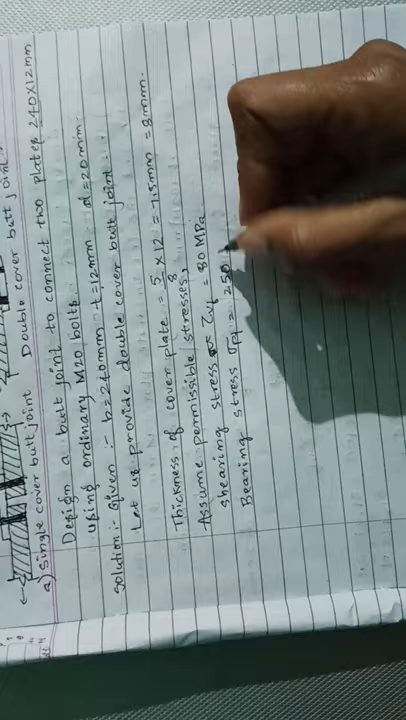 a) Single cover butt joint Double cover butt joint.
Design a butt joint to connect two plates 240x12mm
using ordinary M20 bolts.
solution:- Given :- b=240mm t=12mm d=20mm.
Let us provide double cover butt joint.
Thickness of cover plate = 5/8 x 12 = 7.5mm = 8mm.
Assume permissible stresses,
shearing stress τvf = 80 MPa
Bearing stress σpf = 250